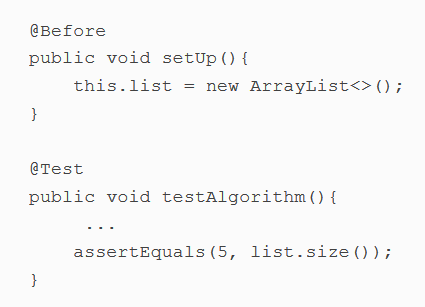 @Before
public void setUp(){
    this.list = new ArrayList<>();
}

@Test
public void testAlgorithm(){
     ...
    assertEquals(5, list.size());
}